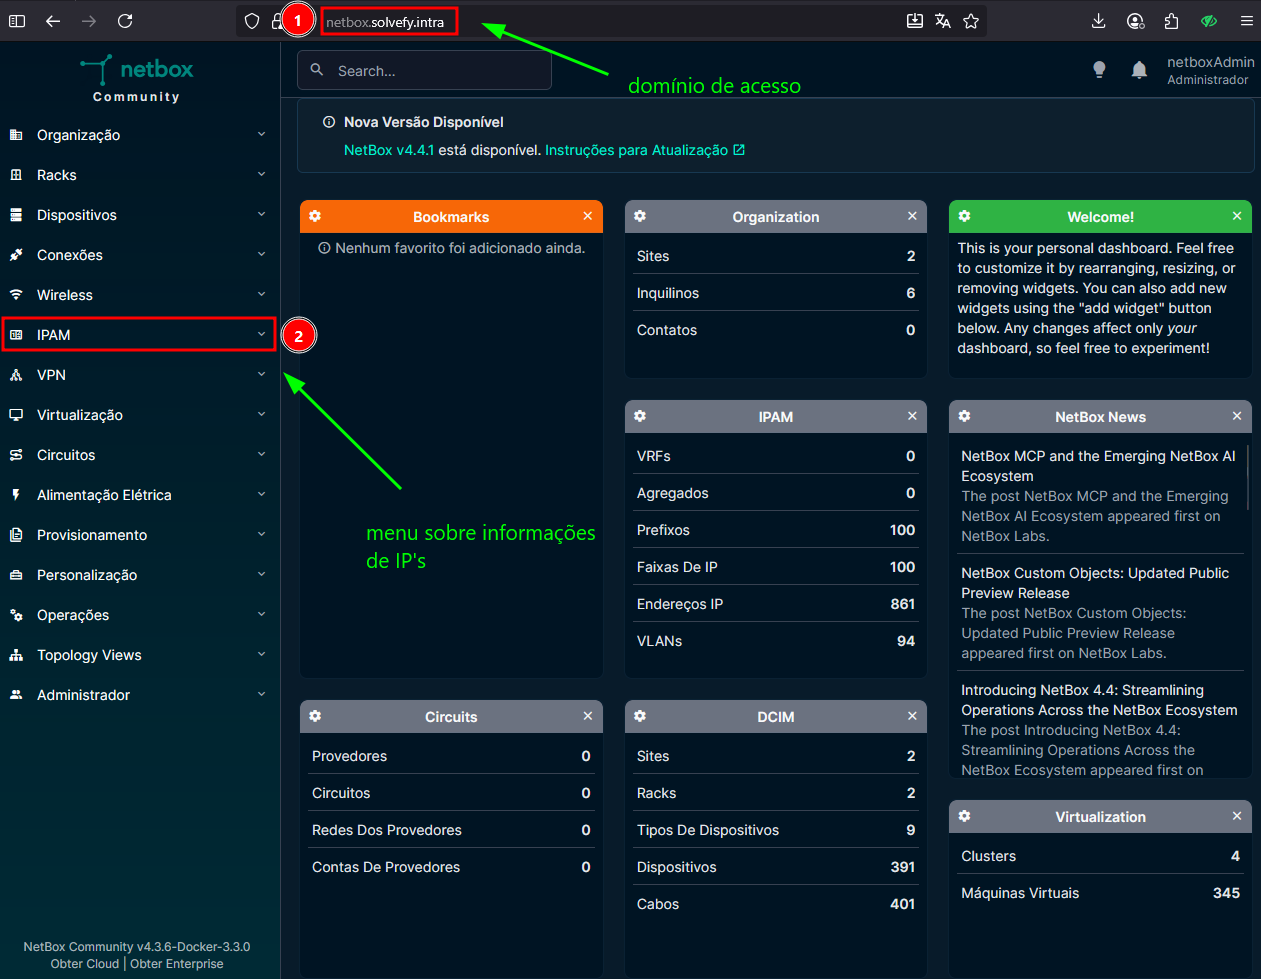 1
netbox.solvefy.intra
domínio de acesso
netbox
Community
Search...
netboxAdmin
Administrador
Organização
Racks
Dispositivos
Conexões
Wireless
IPAM
2
VPN
Virtualização
Circuitos
Alimentação Elétrica
Provisionamento
Personalização
Operações
Topology Views
Administrador
menu sobre informações
de IP's
NetBox Community v4.3.6-Docker-3.3.0
Obter Cloud | Obter Enterprise
Nova Versão Disponível
NetBox v4.4.1 está disponível. Instruções para Atualização
Bookmarks
Nenhum favorito foi adicionado ainda.
Organization
Sites 2
Inquilinos 6
Contatos 0
Welcome!
This is your personal dashboard. Feel free
to customize it by rearranging, resizing, or
removing widgets. You can also add new
widgets using the "add widget" button
below. Any changes affect only your
dashboard, so feel free to experiment!
IPAM
VRFs 0
Agregados 0
Prefixos 100
Faixas De IP 100
Endereços IP 861
VLANs 94
NetBox News
NetBox MCP and the Emerging NetBox AI
Ecosystem
The post NetBox MCP and the Emerging
NetBox AI Ecosystem appeared first on
NetBox Labs.
NetBox Custom Objects: Updated Public
Preview Release
The post NetBox Custom Objects:
Updated Public Preview Release
appeared first on NetBox Labs.
Introducing NetBox 4.4: Streamlining
Operations Across the NetBox Ecosystem
The post Introducing NetBox 4.4:
Streamlining Operations Across the
NetBox Ecosystem appeared first on
Circuits
Provedores 0
Circuitos 0
Redes Dos Provedores 0
Contas De Provedores 0
DCIM
Sites 2
Racks 2
Tipos De Dispositivos 9
Dispositivos 391
Cabos 401
Virtualization
Clusters 4
Máquinas Virtuais 345